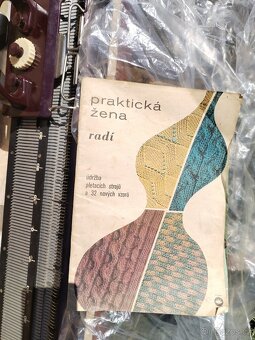 praktická
žena
radí
údržba
pletacích strojů
a 32 nových vzorů